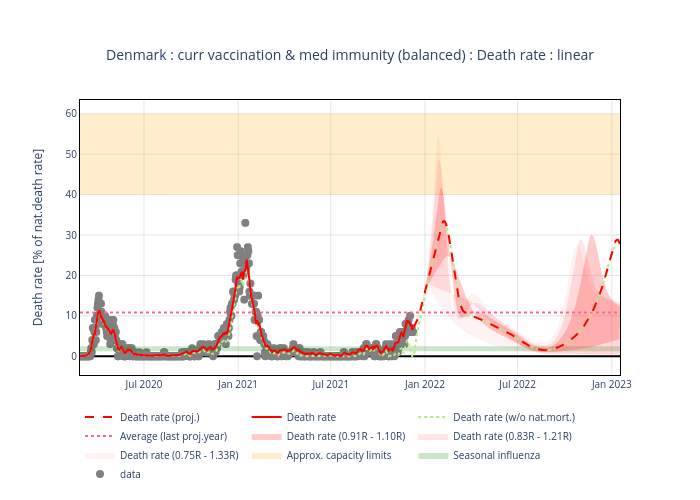 Denmark : curr vaccination & med immunity (balanced) : Death rate : linear
Death rate [% of nat.death rate]
60
50
40
30
20
10
0
Jul 2020
Jan 2021
Jul 2021
Jan 2022
Jul 2022
Jan 2023
Death rate (proj.)
Death rate
Death rate (w/o nat.mort.)
Average (last proj.year)
Death rate (0.91R - 1.10R)
Death rate (0.83R - 1.21R)
Death rate (0.75R - 1.33R)
Approx. capacity limits
Seasonal influenza
data